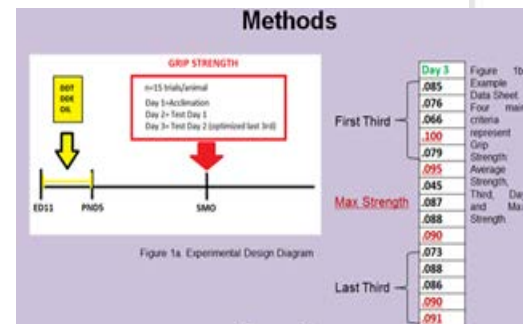 Methods
GRIP STRENGTH
n=15 trials/animal
Day 1=Acclimation
Day 2= Test Day 1
Day 3= Test Day 2 (optimized last 3rd)
DDT
DDE
OIL
ED11
PND5
5MO
Figure 1a. Experimental Design Diagram
First Third
Max Strength
Last Third
Day 3
.085
.076
.066
.100
.079
.095
.045
.087
.088
.090
.073
.088
.086
.090
.091
Figure 1b
Example
Data Sheet
Four
criteria
represent
Grip
Strength
Average
Strength,
Third,
and
Strength